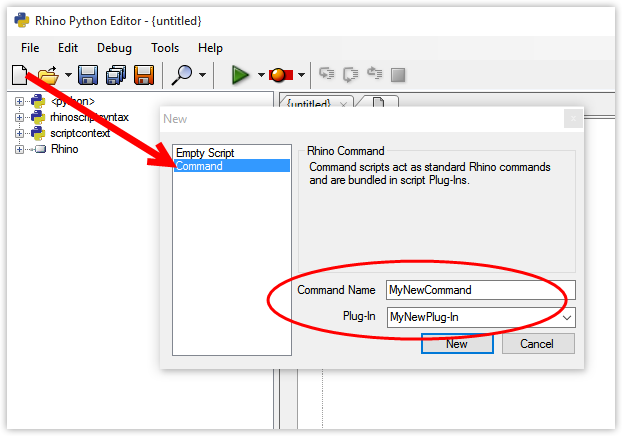 Rhino Python Editor - {untitled}
File Edit Debug Tools Help
<python>
rhinoscriptsyntax
scriptcontext
Rhino
{untitled}
New
Empty Script
Command
Rhino Command
Command scripts act as standard Rhino commands
and are bundled in script Plug-Ins.
Command Name MyNewCommand
Plug-In MyNewPlug-In
New Cancel